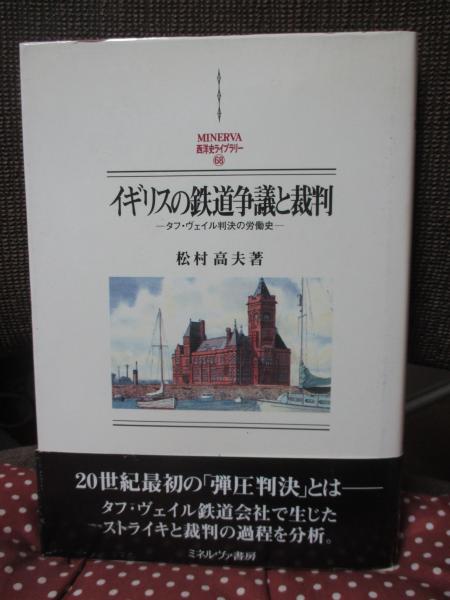 MINERVA
西洋史ライブラリー
68
イギリスの鉄道争議と裁判
―タフ・ヴェイル判決の労働史―
松村高夫著
20世紀最初の「弾圧判決」とは――
タフ・ヴェイル鉄道会社で生じた
ストライキと裁判の過程を分析。
ミネルヴァ書房